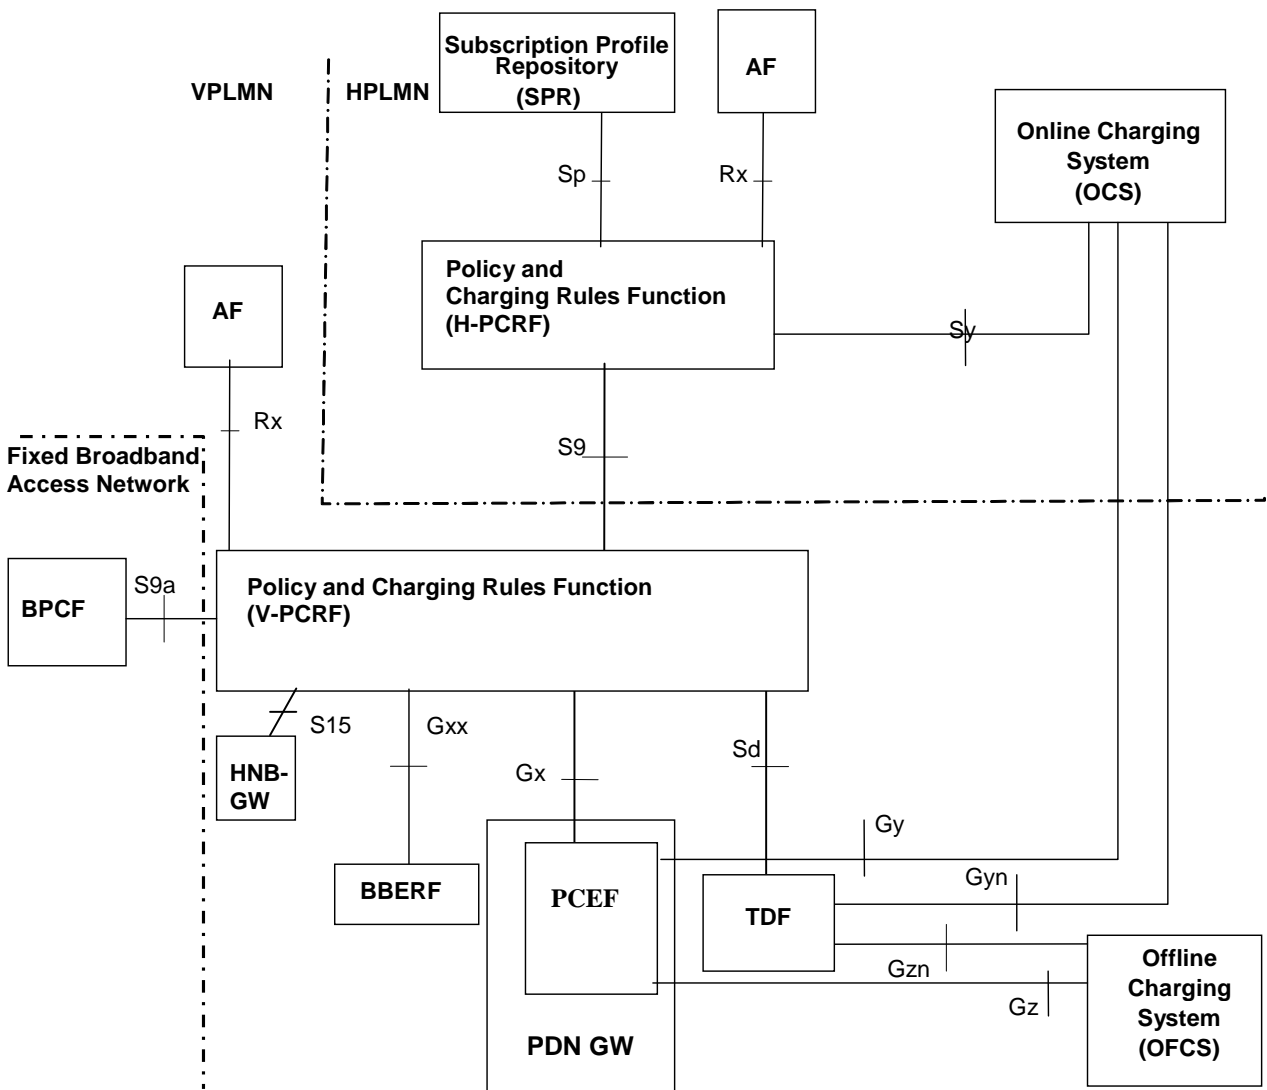 Subscription Profile
Repository
(SPR)
AF
VPLMN
HPLMN
Online Charging
System
(OCS)
Sp
Rx
Policy and
Charging Rules Function
(H-PCRF)
AF
Sy
Rx
S9
Fixed Broadband
Access Network
S9a
BPCF
Policy and Charging Rules Function
(V-PCRF)
S15
Gxx
Gx
Sd
HNB-
GW
Gy
Gyn
BBERF
PCEF
TDF
Gzn
Gz
Offline
Charging
System
(OFCS)
PDN GW